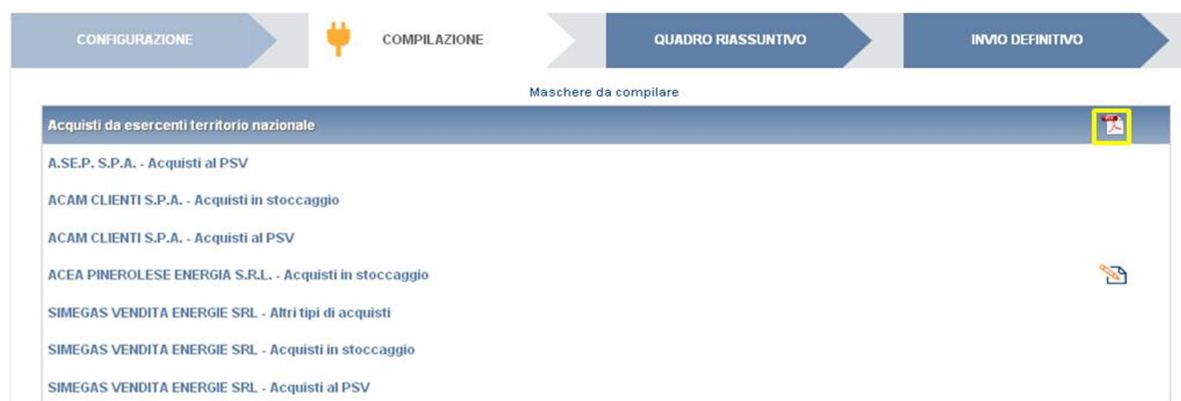 CONFIGURAZIONE
COMPILAZIONE
QUADRO RIASSUNTIVO
INVIO DEFINITIVO
Maschere da compilare
Acquisti da esercenti territorio nazionale
A.SE.P. S.P.A. - Acquisti al PSV
ACAM CLIENTI S.P.A. - Acquisti in stoccaggio
ACAM CLIENTI S.P.A. - Acquisti al PSV
ACEA PINEROLESE ENERGIA S.R.L. - Acquisti in stoccaggio
SIMEGAS VENDITA ENERGIE SRL - Altri tipi di acquisti
SIMEGAS VENDITA ENERGIE SRL - Acquisti in stoccaggio
SIMEGAS VENDITA ENERGIE SRL - Acquisti al PSV